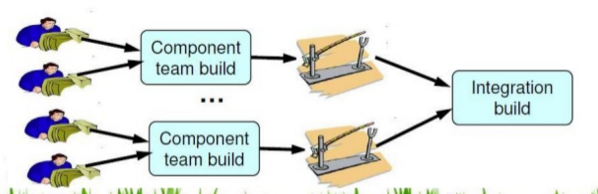 Component
team build
...
Component
team build
Integration
build